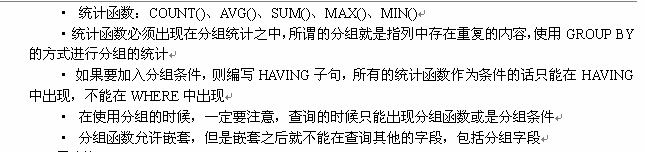 · 统计函数：COUNT()、AVG()、SUM()、MAX()、MIN()↵
·统计函数必须出现在分组统计之中，所谓的分组就是指列中存在重复的内容，使用 GROUP BY
的方式进行分组的统计↵
· 如果要加入分组条件，则编写 HAVING 子句，所有的统计函数作为条件的话只能在 HAVING
中出现，不能在 WHERE 中出现↵
· 在使用分组的时候，一定要注意，查询的时候只能出现分组函数或是分组条件↵
· 分组函数允许嵌套，但是嵌套之后就不能在查询其他的字段，包括分组字段↵